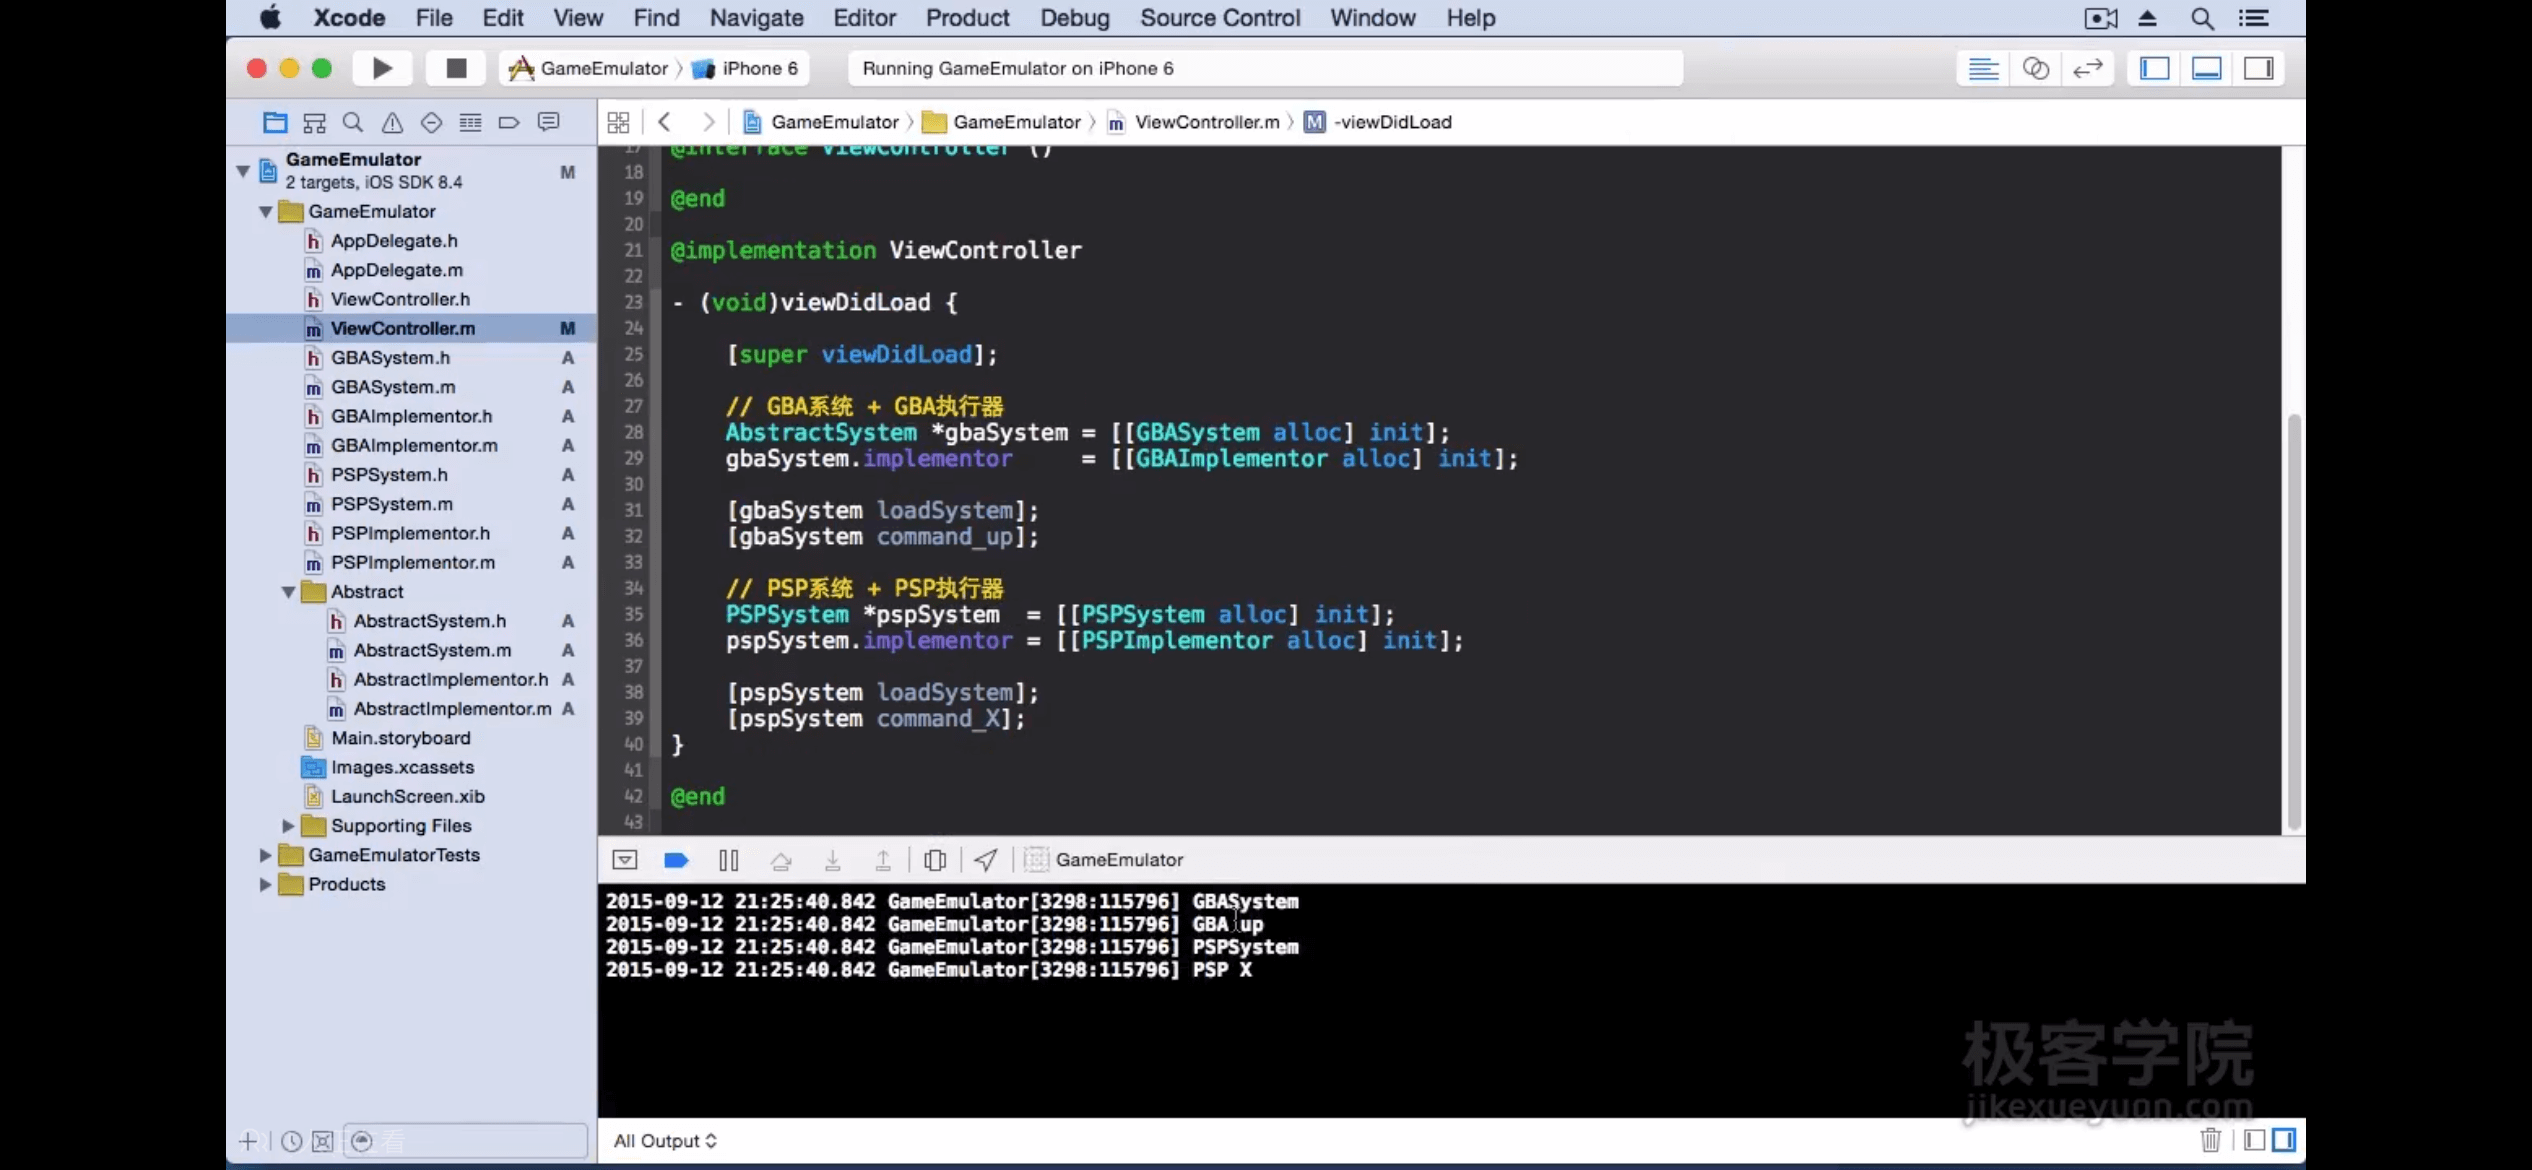 Xcode File Edit View Find Navigate Editor Product Debug Source Control Window Help
GameEmulator 〉 iPhone 6
Running GameEmulator on iPhone 6
GameEmulator 〉 GameEmulator 〉 m ViewController.m 〉 M -viewDidLoad
GameEmulator
2 targets, iOS SDK 8.4 M
GameEmulator
h AppDelegate.h
m AppDelegate.m
h ViewController.h
m ViewController.m M
h GBASystem.h A
m GBASystem.m A
h GBAImplementor.h A
m GBAImplementor.m A
h PSPSystem.h A
m PSPSystem.m A
h PSPImplementor.h A
m PSPImplementor.m A
Abstract
h AbstractSystem.h A
m AbstractSystem.m A
h AbstractImplementor.h A
m AbstractImplementor.m A
Main.storyboard
Images.xcassets
LaunchScreen.xib
Supporting Files
GameEmulatorTests
Products
17 @interface ViewController ()
18
19 @end
20
21 @implementation ViewController
22
23 - (void)viewDidLoad {
24
25 [super viewDidLoad];
26
27 // GBA系统 + GBA执行器
28 AbstractSystem *gbaSystem = [[GBASystem alloc] init];
29 gbaSystem.implementor = [[GBAImplementor alloc] init];
30
31 [gbaSystem loadSystem];
32 [gbaSystem command_up];
33
34 // PSP系统 + PSP执行器
35 PSPSystem *pspSystem = [[PSPSystem alloc] init];
36 pspSystem.implementor = [[PSPImplementor alloc] init];
37
38 [pspSystem loadSystem];
39 [pspSystem command_X];
40 }
41
42 @end
43
GameEmulator
2015-09-12 21:25:40.842 GameEmulator[3298:115796] GBASystem
2015-09-12 21:25:40.842 GameEmulator[3298:115796] GBA up
2015-09-12 21:25:40.842 GameEmulator[3298:115796] PSPSystem
2015-09-12 21:25:40.842 GameEmulator[3298:115796] PSP X
极客学院
jikexueyuan.com
All Output